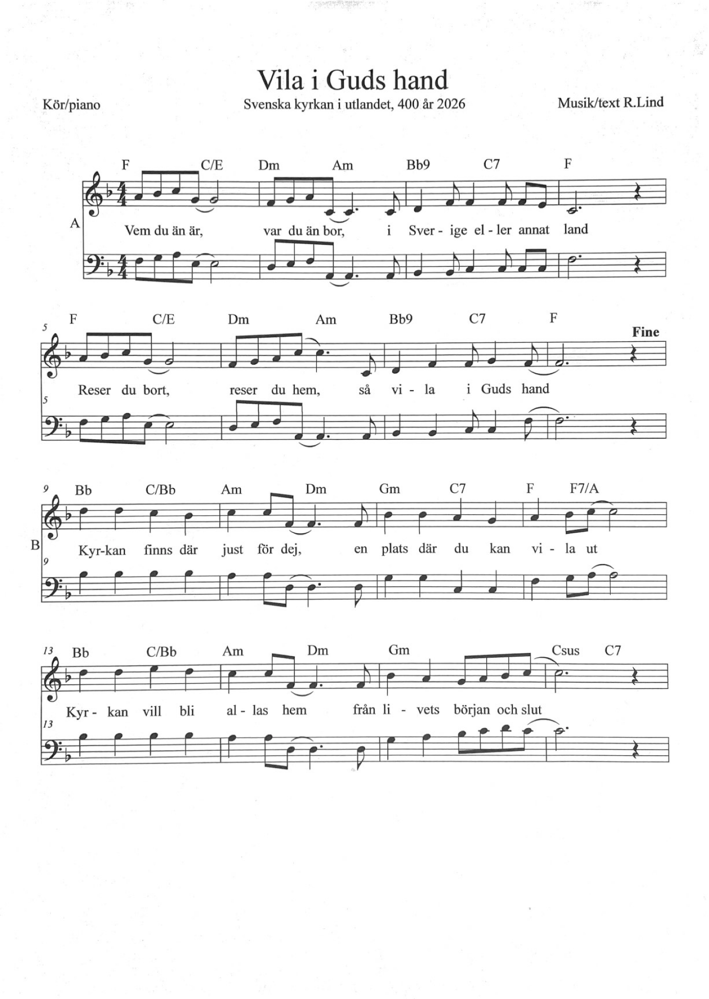 Vila i Guds hand
Kör/piano
Svenska kyrkan i utlandet, 400 år 2026
Musik/text R.Lind
F C/E Dm Am Bb9 C7 F
A
Vem du än är, var du än bor, i Sver - ige el - ler annat land
F C/E Dm Am Bb9 C7 F
5
Fine
Reser du bort, reser du hem, så vi - la i Guds hand
5
9
Bb C/Bb Am Dm Gm C7 F F7/A
B
Kyr-kan finns där just för dej, en plats där du kan vi - la ut
9
13
Bb C/Bb Am Dm Gm Csus C7
Kyr - kan vill bli al - las hem från li - vets början och slut
13